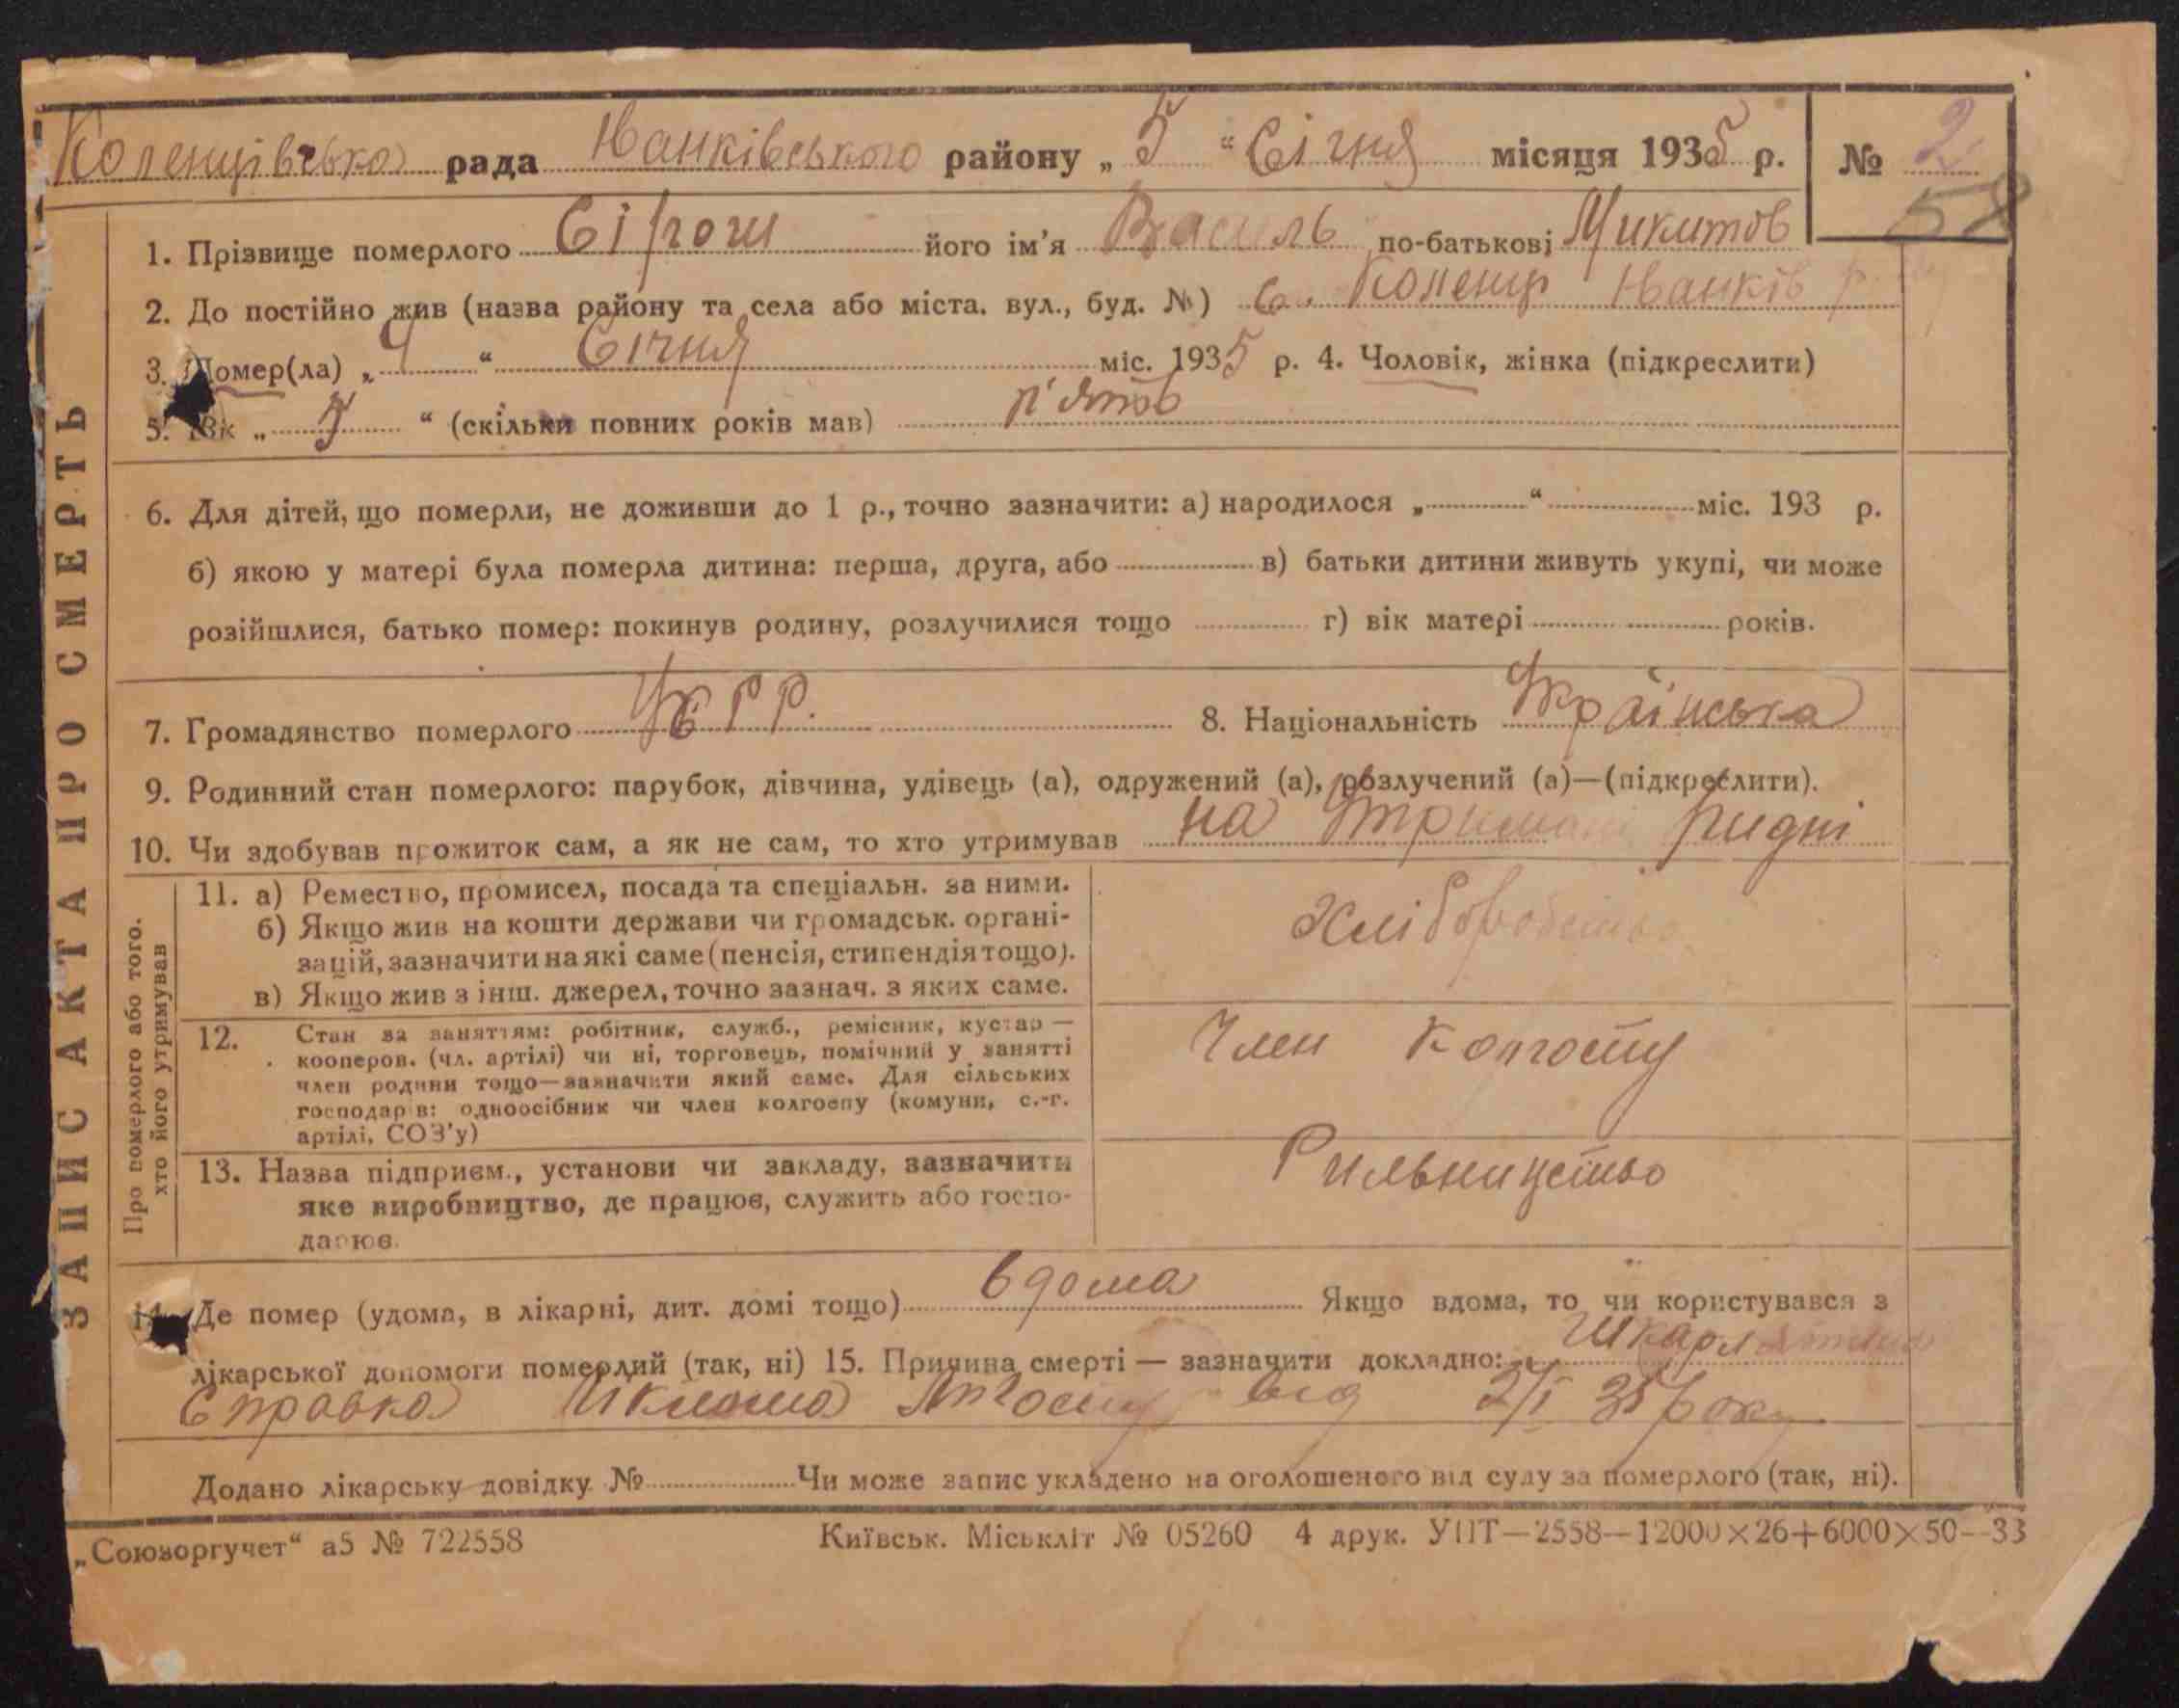 Коленцівська рада Іванківського району „ 5 “ Січня місяця 1935 р. № 2
58
1. Прізвище померлого Сірош його ім'я Василь по-батькові Микитов
2. До постійно жив (назва району та села або міста. вул., буд. №) с. Коленці Іванків р.
3. Помер(ла) „ 4 “ Січня міс. 1935 р. 4. Чоловік, жінка (підкреслити)
5. Вік „ 5 “ (скільки повних років мав) п'ять
6. Для дітей, що померли, не доживши до 1 р., точно зазначити: а) народилося „ “ міс. 193 р.
б) якою у матері була померла дитина: перша, друга, або в) батьки дитини живуть укупі, чи може
розійшлися, батько помер: покинув родину, розлучилися тощо г) вік матері років.
7. Громадянство померлого УСРР. 8. Національність Українська
9. Родинний стан померлого: парубок, дівчина, удівець (а), одружений (а), розлучений (а)—(підкреслити).
10. Чи здобував прожиток сам, а як не сам, то хто утримував на Утримані Ридні
Про померлого або того.
хто його утримував
11. а) Ремество, промисел, посада та спеціальн. за ними.
б) Якщо жив на кошти держави чи громадськ. органі-
зацій, зазначити на які саме (пенсія, стипендія тощо).
в) Якщо жив з інш. джерел, точно зазнач. з яких саме.
Хліборобство
12. Стан за заняттям: робітник, служб., ремісник, кустар —
кооперов. (чл. артілі) чи ні, торговець, помічний у занятті
член родини тощо—зазначити який саме. Для сільських
господарів: одноосібник чи член колгоспу (комуни, с.-г.
артілі, СОЗ'у)
Член Колгоспу
13. Назва підприєм., установи чи закладу, зазначити
яке виробництво, де працює, служить або госпо-
дарює.
Рильництво
14. Де помер (удома, в лікарні, дит. домі тощо) вдома Якщо вдома, то чи користувався з
лікарської допомоги померлий (так, ні) 15. Причина смерті — зазначити докладно: Шкарлятина
Справка від 2/I 35 року
Додано лікарську довідку № Чи може запис укладено на оголошеного від суду за померлого (так, ні).
ЗАПИС АКТА ПРО СМЕРТЬ
„Союзоргучет“ а5 № 722558 Київськ. Міськліт № 05260 4 друк. УПТ—2558—12000×26+6000×50—33